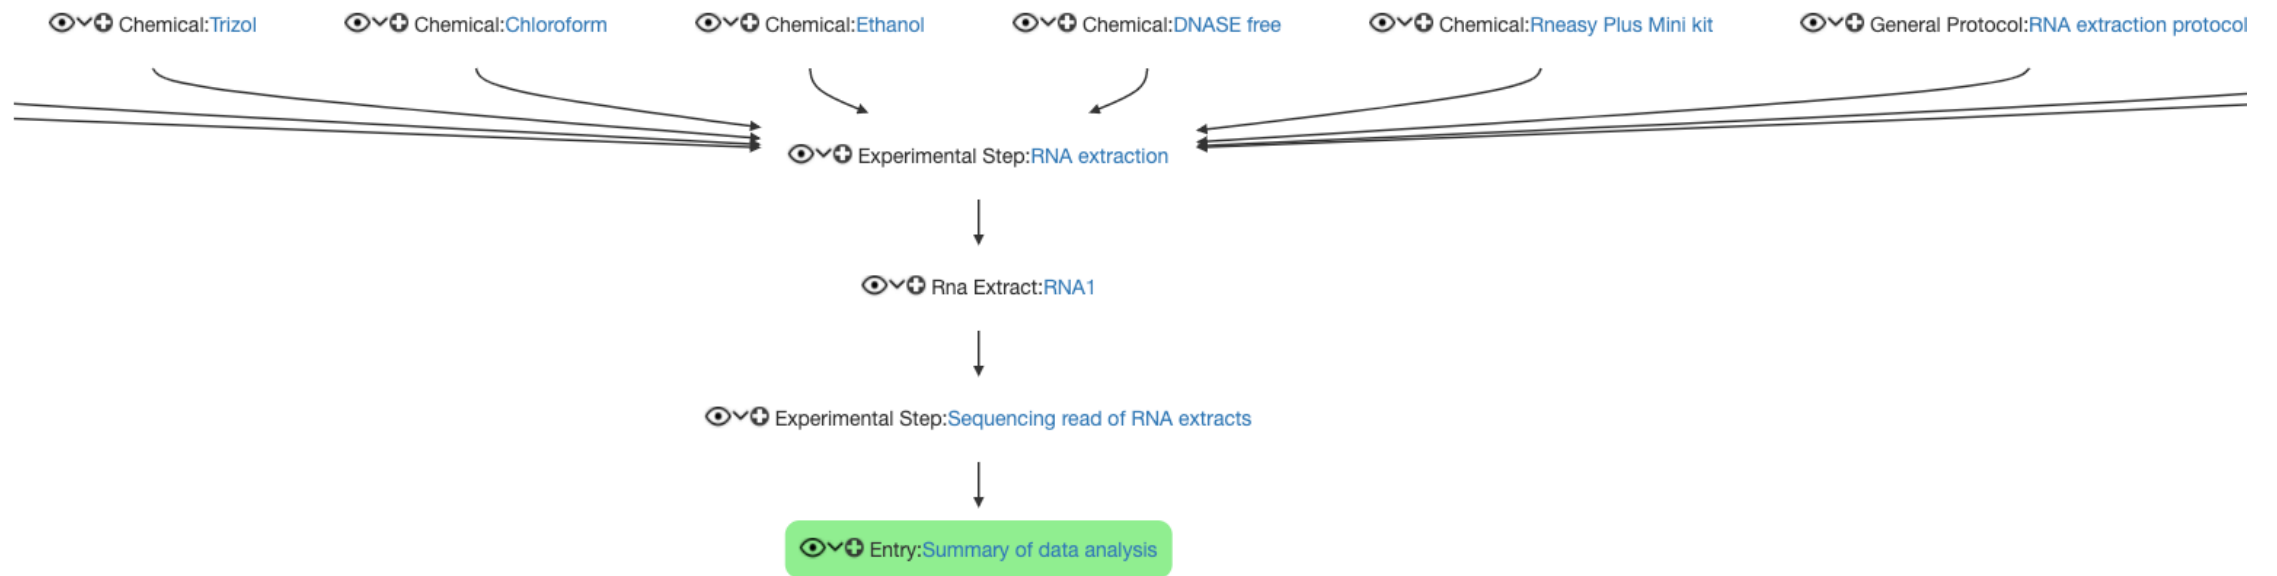 Chemical:Trizol Chemical:Chloroform Chemical:Ethanol Chemical:DNASE free Chemical:Rneasy Plus Mini kit General Protocol:RNA extraction protocol
Experimental Step:RNA extraction
Rna Extract:RNA1
Experimental Step:Sequencing read of RNA extracts
Entry:Summary of data analysis